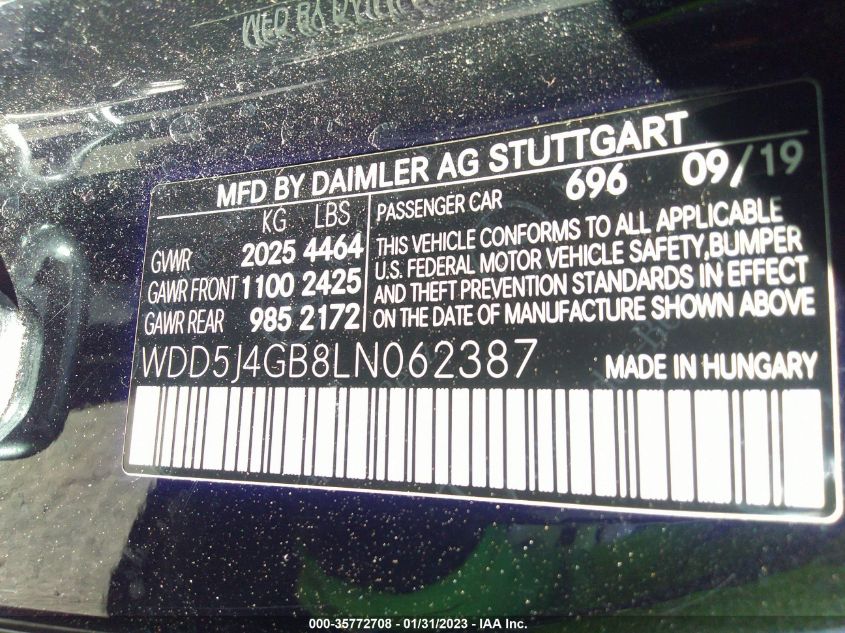 MFD BY DAIMLER AG STUTTGART
KG LBS
GVWR 2025 4464
GAWR FRONT 1100 2425
GAWR REAR 985 2172
PASSENGER CAR 696 09/19
THIS VEHICLE CONFORMS TO ALL APPLICABLE
U.S. FEDERAL MOTOR VEHICLE SAFETY, BUMPER
AND THEFT PREVENTION STANDARDS IN EFFECT
ON THE DATE OF MANUFACTURE SHOWN ABOVE
WDD5J4GB8LN062387 MADE IN HUNGARY
000-35772708 - 01/31/2023 - IAA Inc.